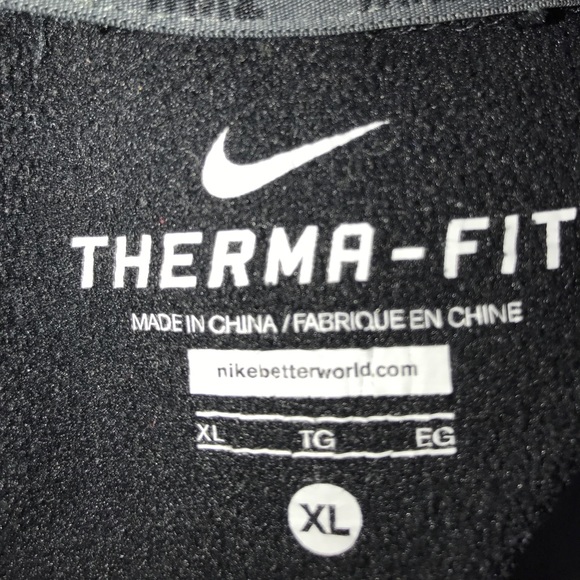 THERMA-FIT
MADE IN CHINA / FABRIQUE EN CHINE
nikebetterworld.com
XL TG EG
XL